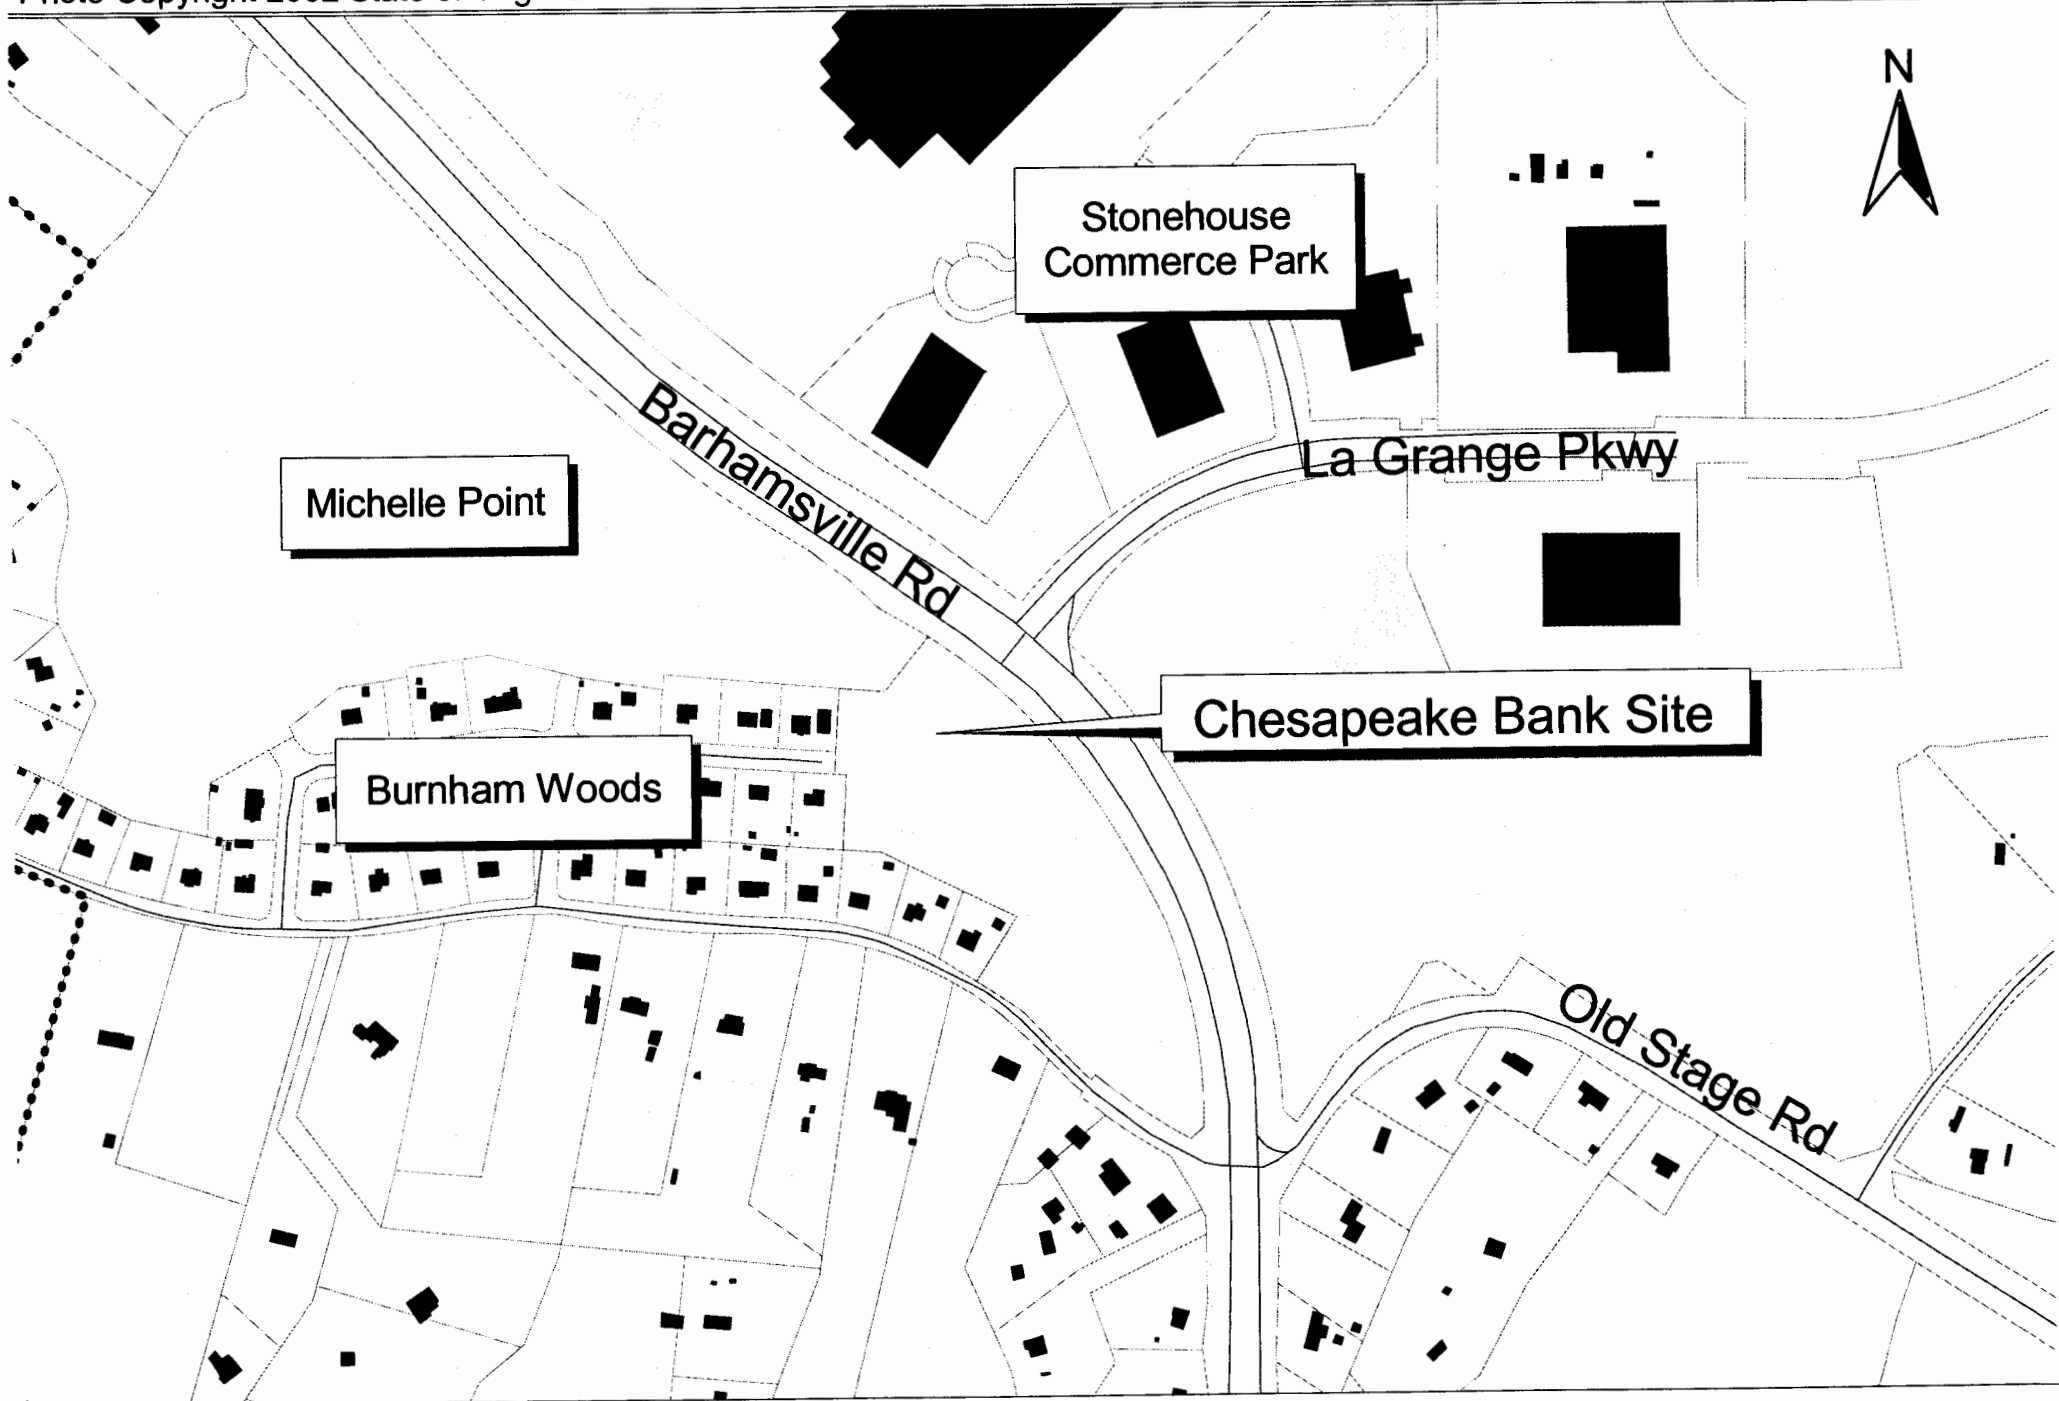 N
Stonehouse
Commerce Park
Barhamsville Rd
La Grange Pkwy
Michelle Point
Chesapeake Bank Site
Burnham Woods
Old Stage Rd